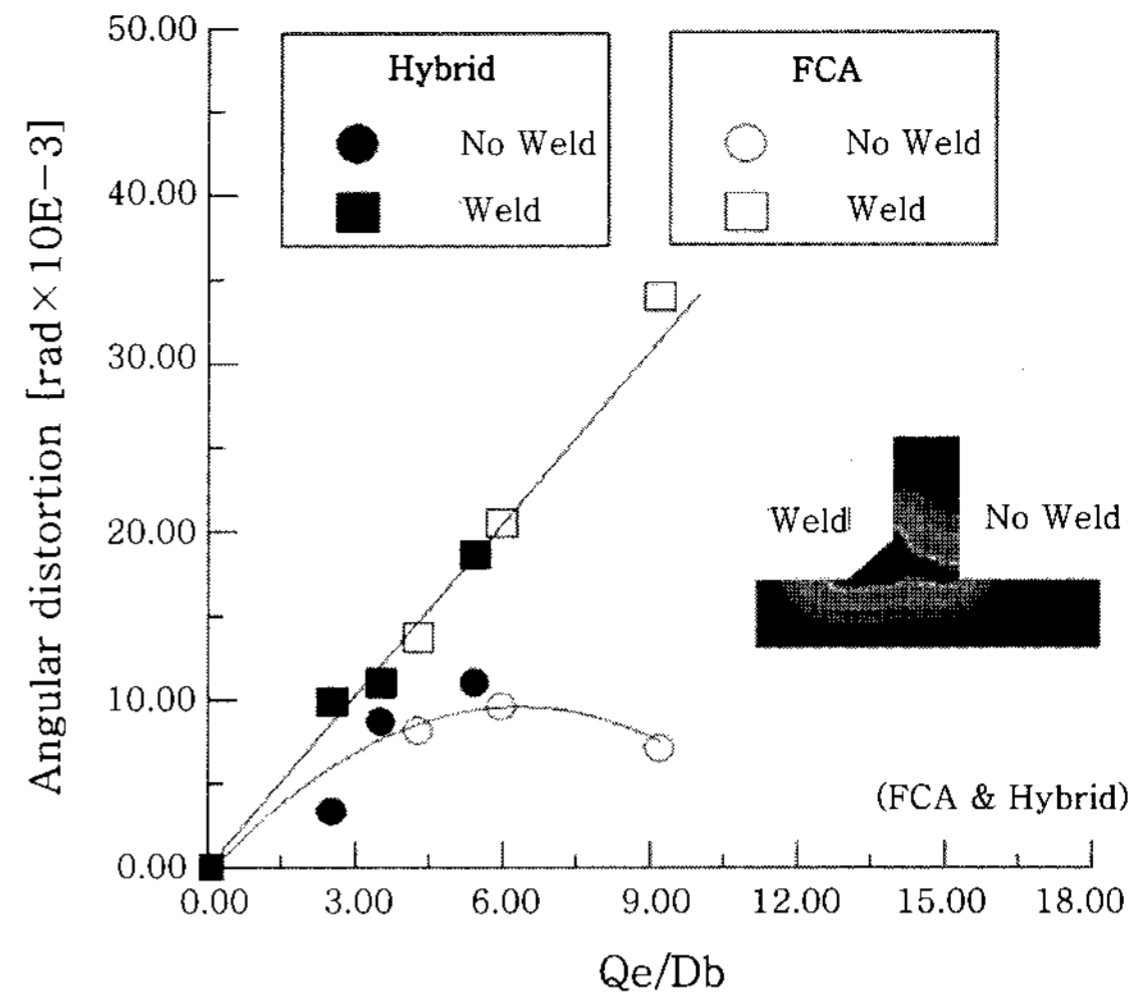 50.00
40.00
30.00
20.00
10.00
0.00
Angular distortion [rad×10E-3]
Hybrid
No Weld
Weld
FCA
No Weld
Weld
Weld
No Weld
(FCA & Hybrid)
0.00 3.00 6.00 9.00 12.00 15.00 18.00
Qe/Db